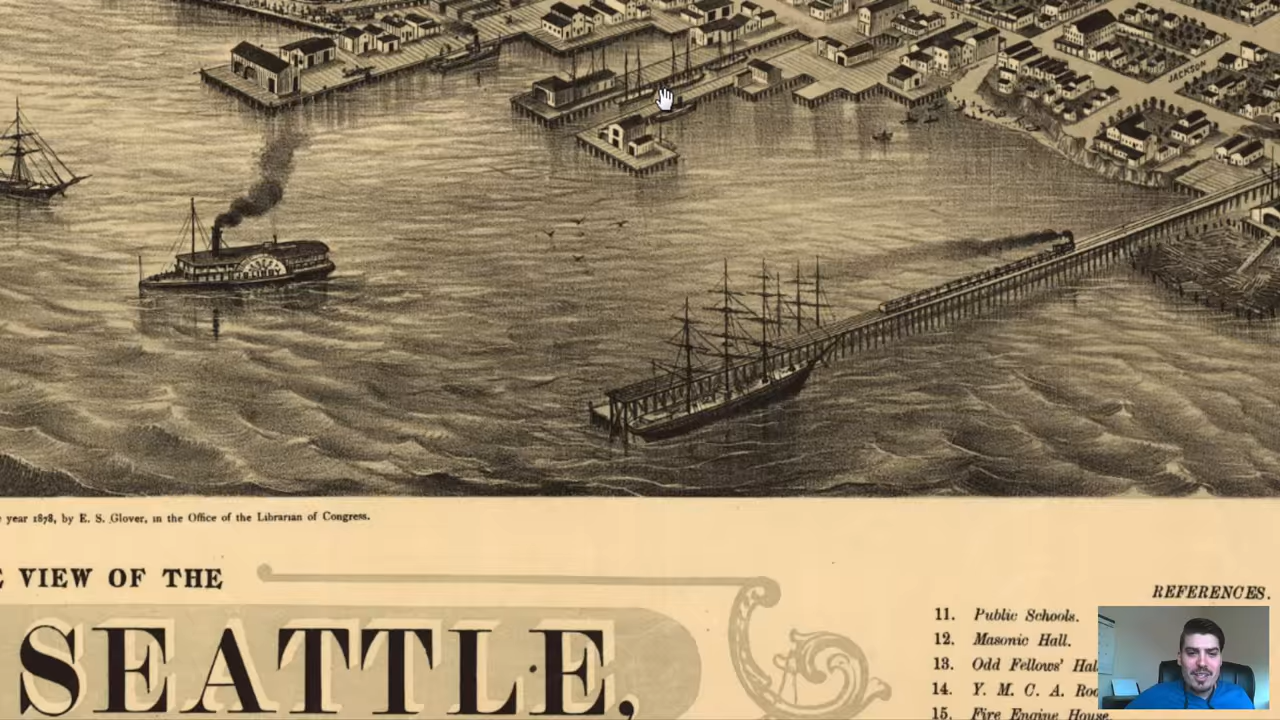 JACKSON
year 1878, by E. S. Glover, in the Office of the Librarian of Congress.
VIEW OF THE
SEATTLE,
REFERENCES.
11. Public Schools.
12. Masonic Hall.
13. Odd Fellows' Hal
14. Y. M. C. A. Roo
15. Fire Engine House.